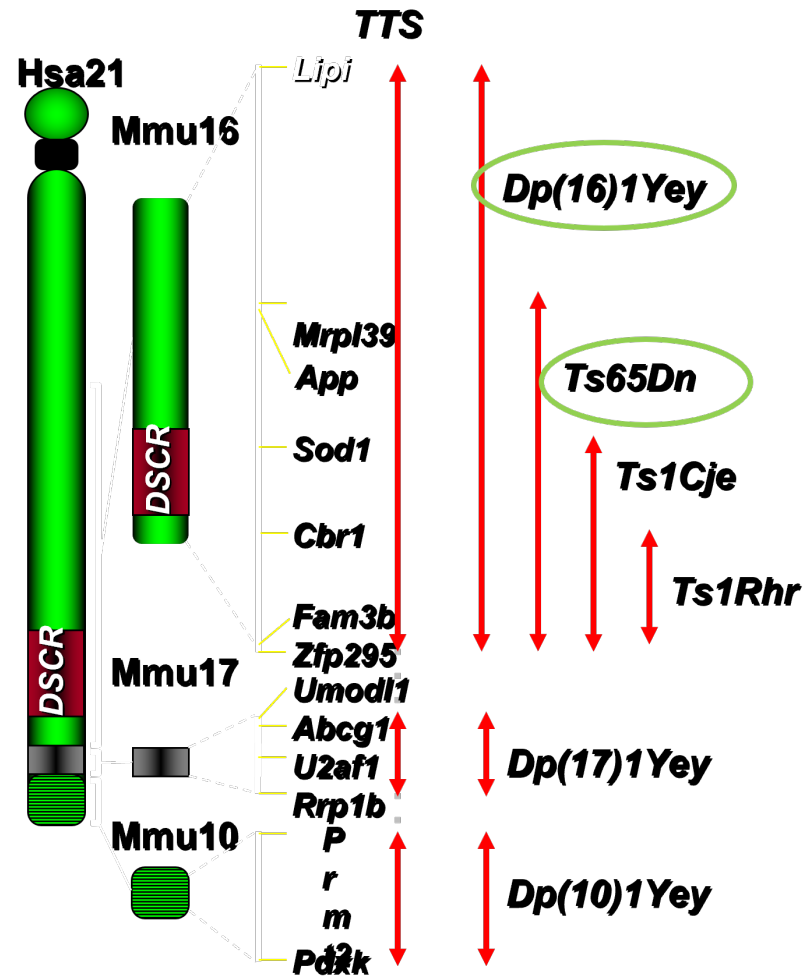 TTS
Hsa21
Lipi
Mmu16
Dp(16)1Yey
Mrpl39
App
Ts65Dn
DSCR
Sod1
Ts1Cje
Cbr1
Ts1Rhr
Fam3b
DSCR
Zfp295
Mmu17
Umodl1
Abcg1
U2af1
Dp(17)1Yey
Rrp1b
Mmu10
P
r
m
t2
Dp(10)1Yey
Pdxk